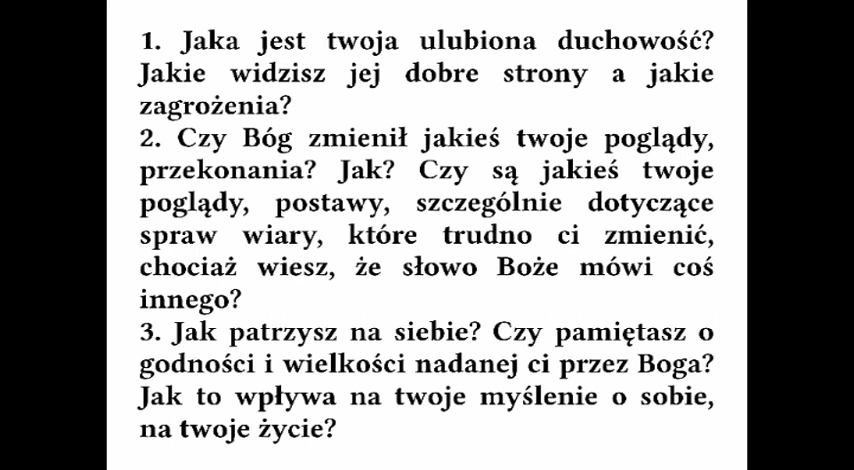 1. Jaka jest twoja ulubiona duchowość?
Jakie widzisz jej dobre strony a jakie
zagrożenia?
2. Czy Bóg zmienił jakieś twoje poglądy,
przekonania? Jak? Czy są jakieś twoje
poglądy, postawy, szczególnie dotyczące
spraw wiary, które trudno ci zmienić,
chociaż wiesz, że słowo Boże mówi coś
innego?
3. Jak patrzysz na siebie? Czy pamiętasz o
godności i wielkości nadanej ci przez Boga?
Jak to wpływa na twoje myślenie o sobie,
na twoje życie?